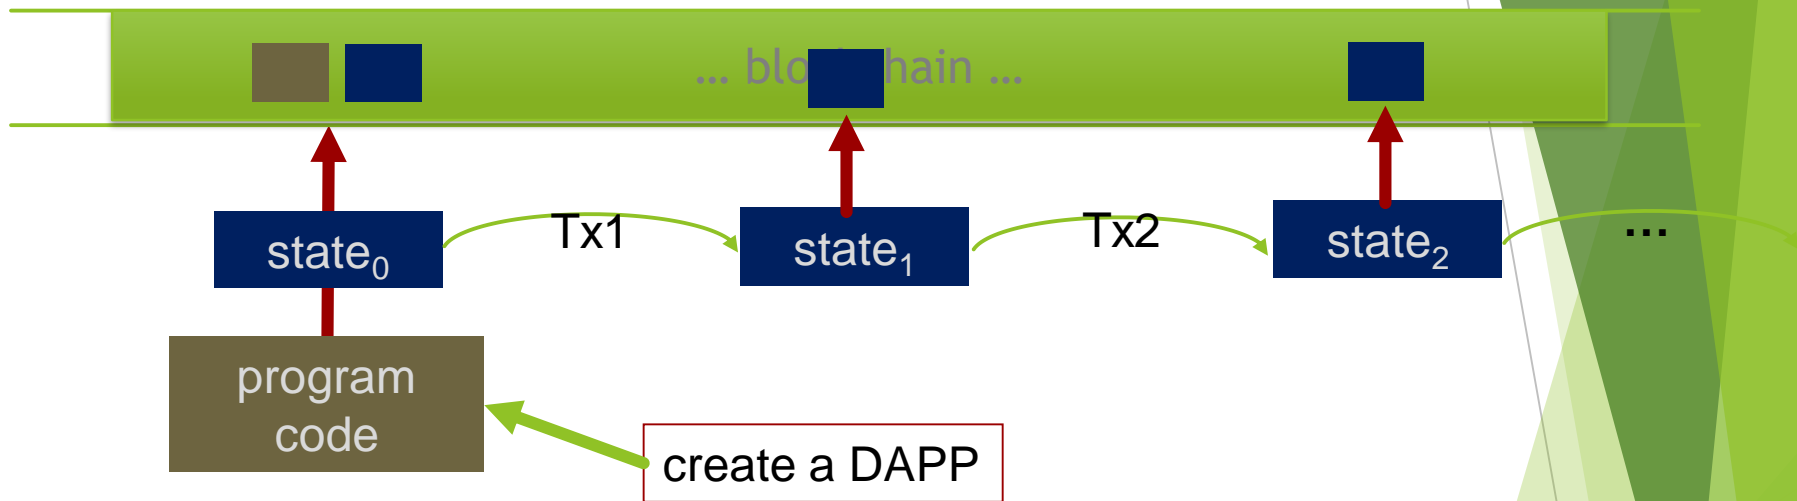 ... blo hain ...
state0
Tx1
state1
Tx2
state2
...
program
code
create a DAPP